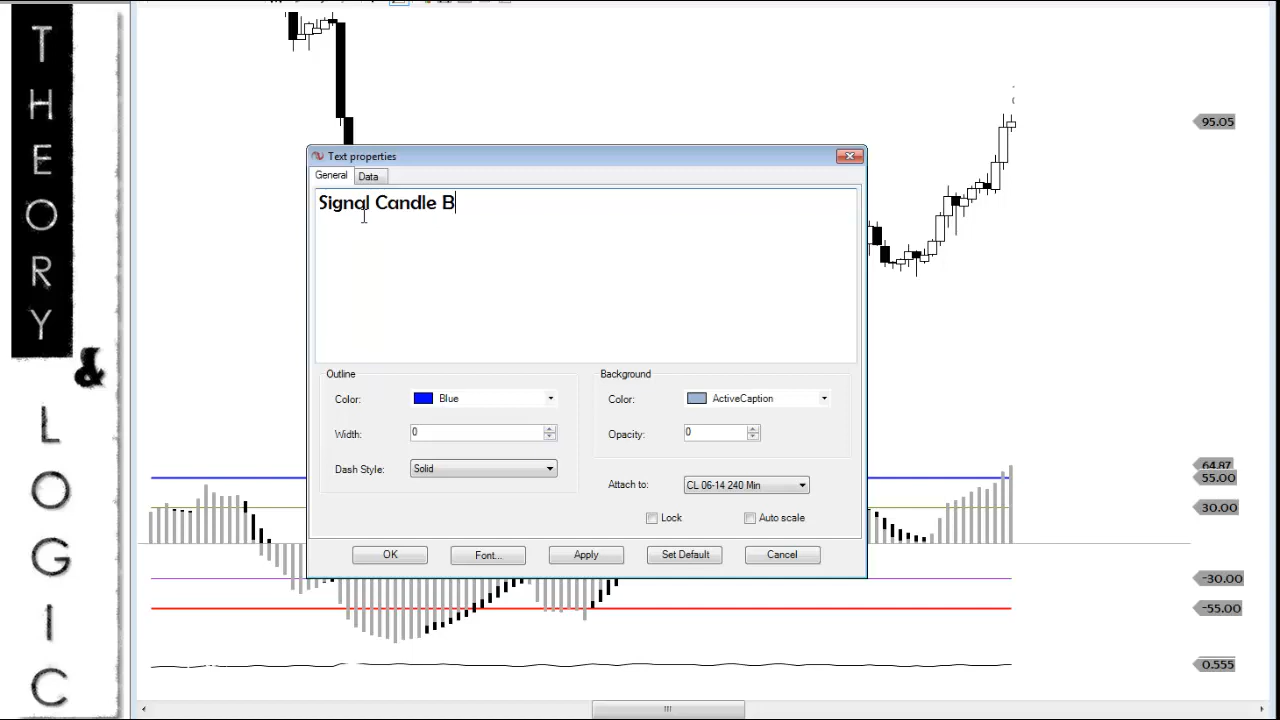 THEORY
&
LOGIC
Text properties
General
Data
Signal Candle B
Outline
Color:
Blue
Width:
0
Dash Style:
Solid
Background
Color:
ActiveCaption
Opacity:
0
Attach to:
CL 06-14 240 Min
Lock
Auto scale
OK
Font...
Apply
Set Default
Cancel
95.05
64.87
55.00
30.00
-30.00
-55.00
0.555